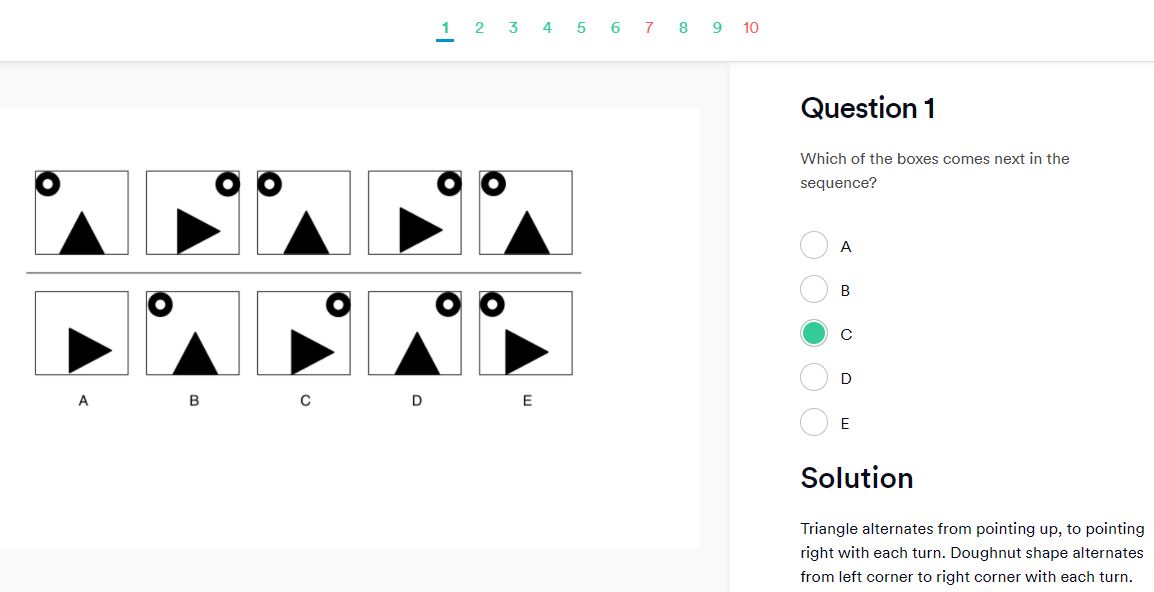 1 2 3 4 5 6 7 8 9 10
Question 1
Which of the boxes comes next in the
sequence?
A
B
C
D
E
A B C D E
Solution
Triangle alternates from pointing up, to pointing
right with each turn. Doughnut shape alternates
from left corner to right corner with each turn.